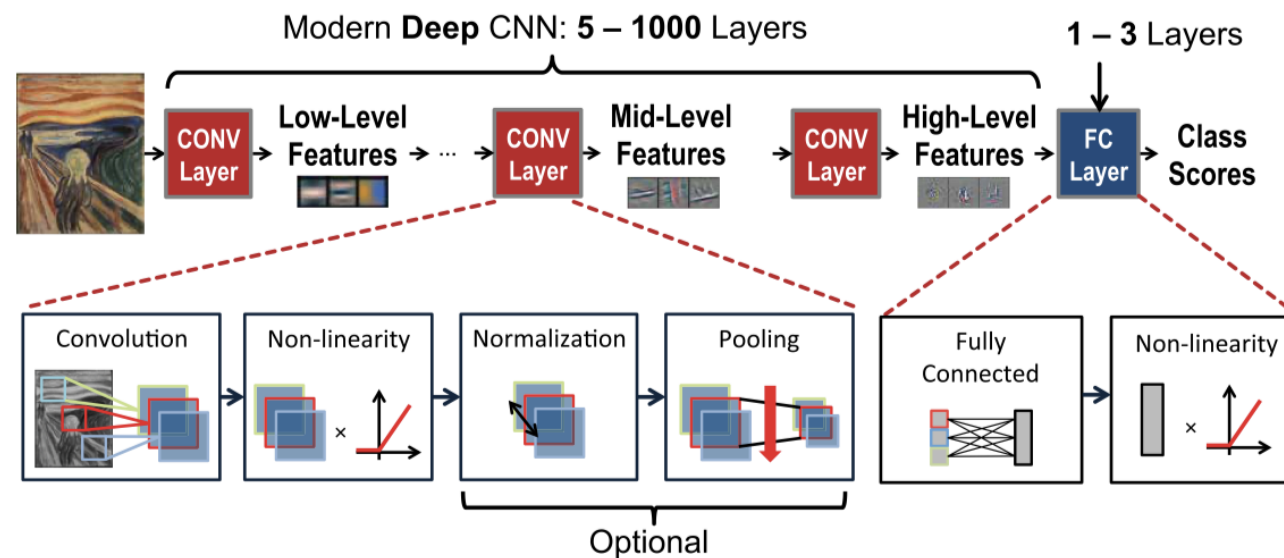 Modern Deep CNN: 5 – 1000 Layers
1 – 3 Layers
CONV
Layer
Low-Level
Features
...
CONV
Layer
Mid-Level
Features
CONV
Layer
High-Level
Features
FC
Layer
Class
Scores
Convolution
Non-linearity
×
Normalization
Pooling
Optional
Fully
Connected
Non-linearity
×